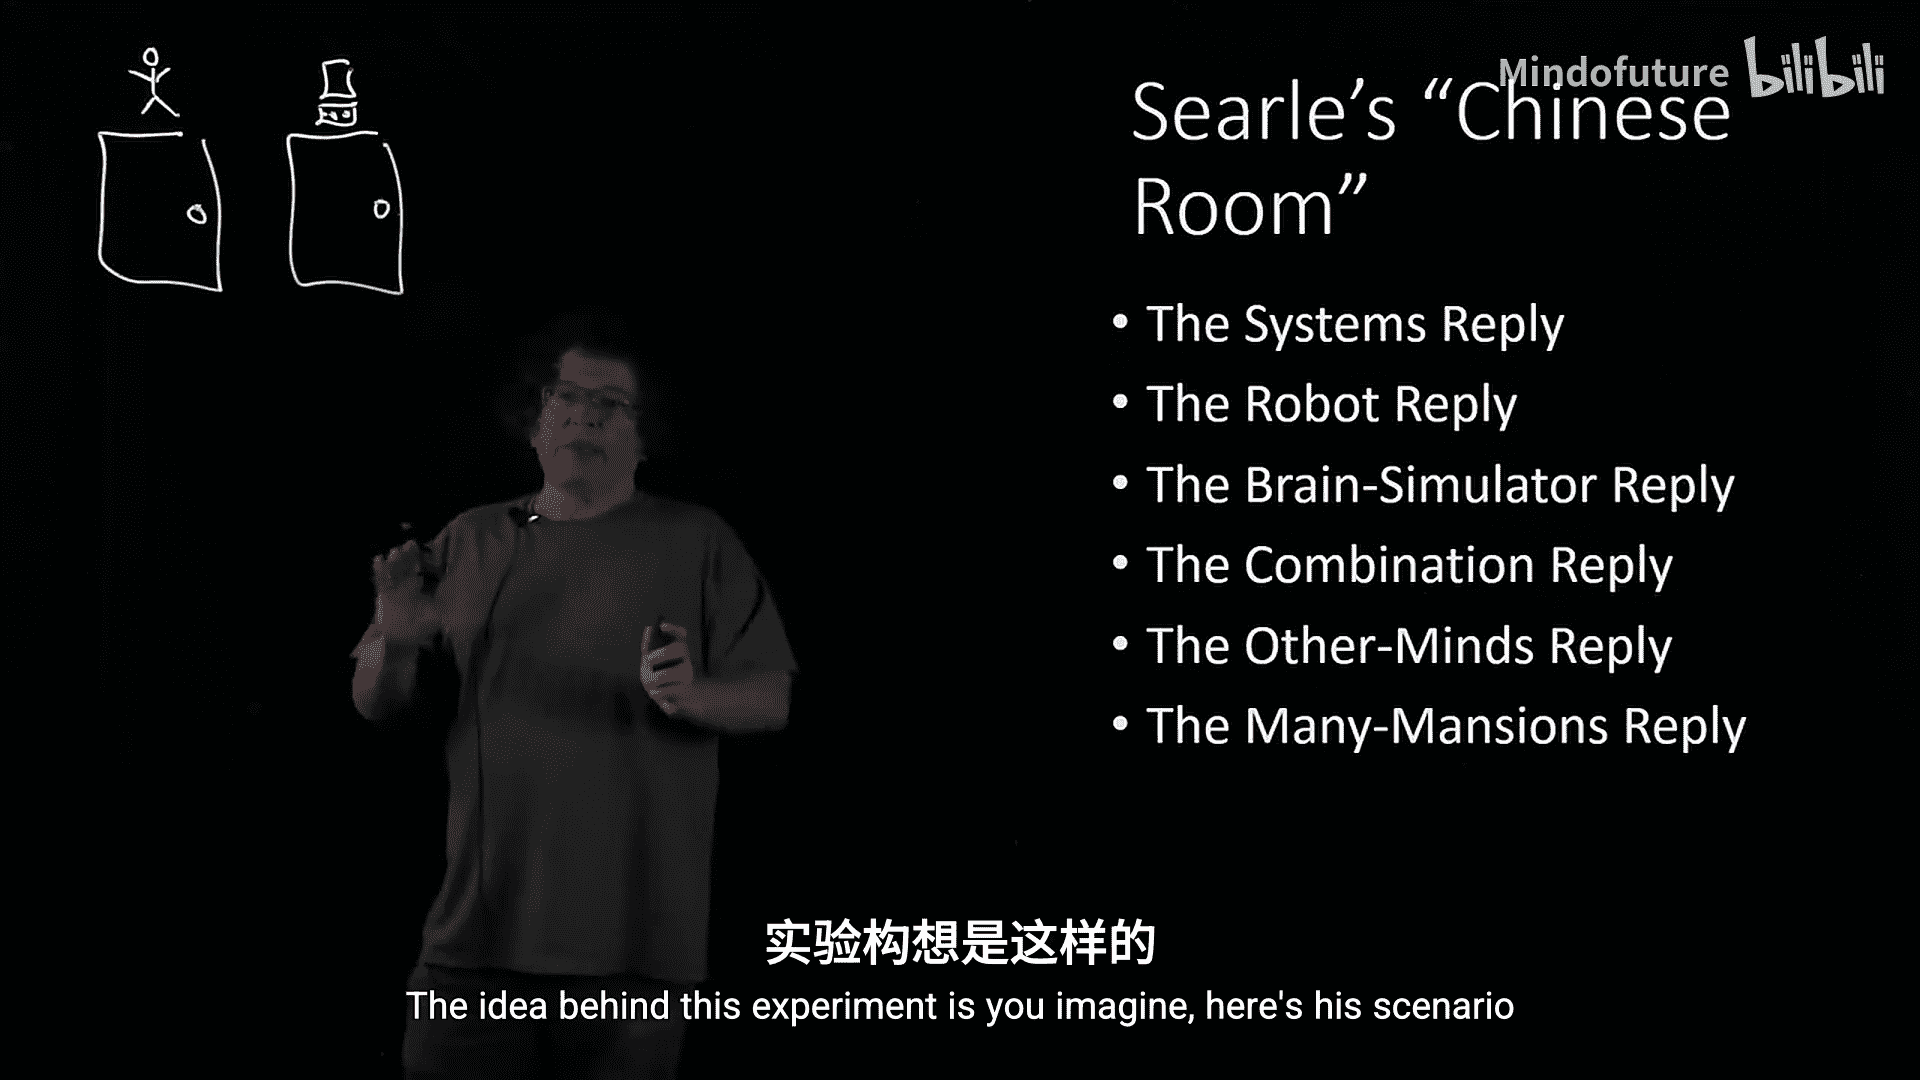 Mindofuture bilibili
Searle's “Chinese
Room”
• The Systems Reply
• The Robot Reply
• The Brain-Simulator Reply
• The Combination Reply
• The Other-Minds Reply
• The Many-Mansions Reply
实验构想是这样的
The idea behind this experiment is you imagine, here's his scenario